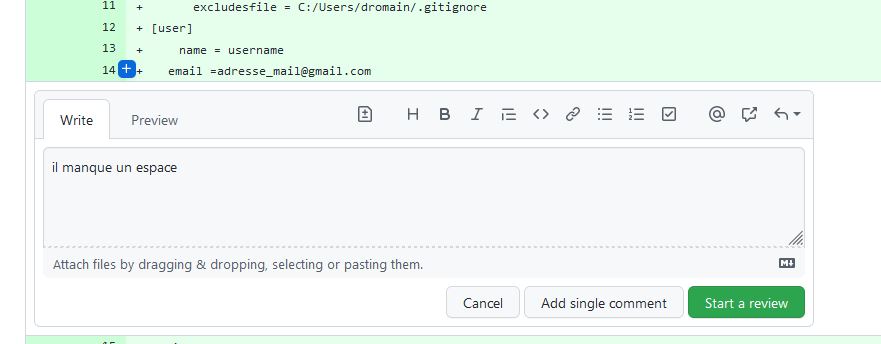 11 + excludesfile = C:/Users/dromain/.gitignore
12 + [user]
13 + name = username
14 + + email =adresse_mail@gmail.com
Write Preview H B I @
il manque un espace
Attach files by dragging & dropping, selecting or pasting them. M
Cancel Add single comment Start a review